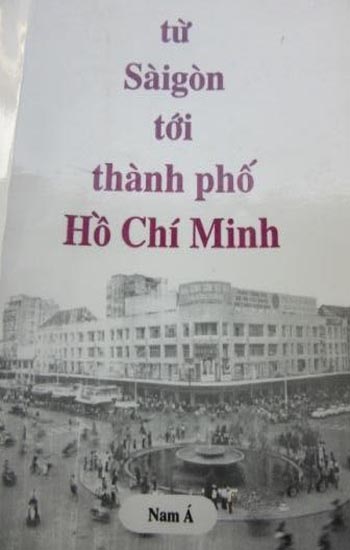 từ
Sàigòn
tới
thành phố
Hồ Chí Minh
Nam Á